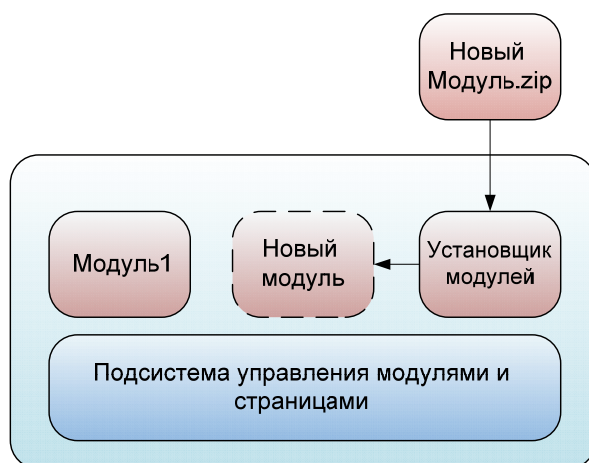 Новый
Модуль.zip
Модуль1
Новый
модуль
Установщик
модулей
Подсистема управления модулями и
страницами